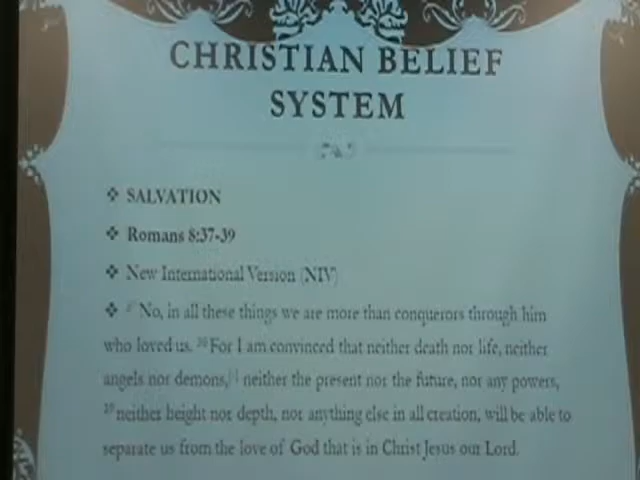 CHRISTIAN BELIEF
SYSTEM
❖ SALVATION
❖ Romans 8:37-39
❖ New International Version (NIV)
❖ 37 No, in all these things we are more than conquerors through him
who loved us. 38 For I am convinced that neither death nor life, neither
angels nor demons, neither the present nor the future, nor any powers,
39 neither height nor depth, nor anything else in all creation, will be able to
separate us from the love of God that is in Christ Jesus our Lord.